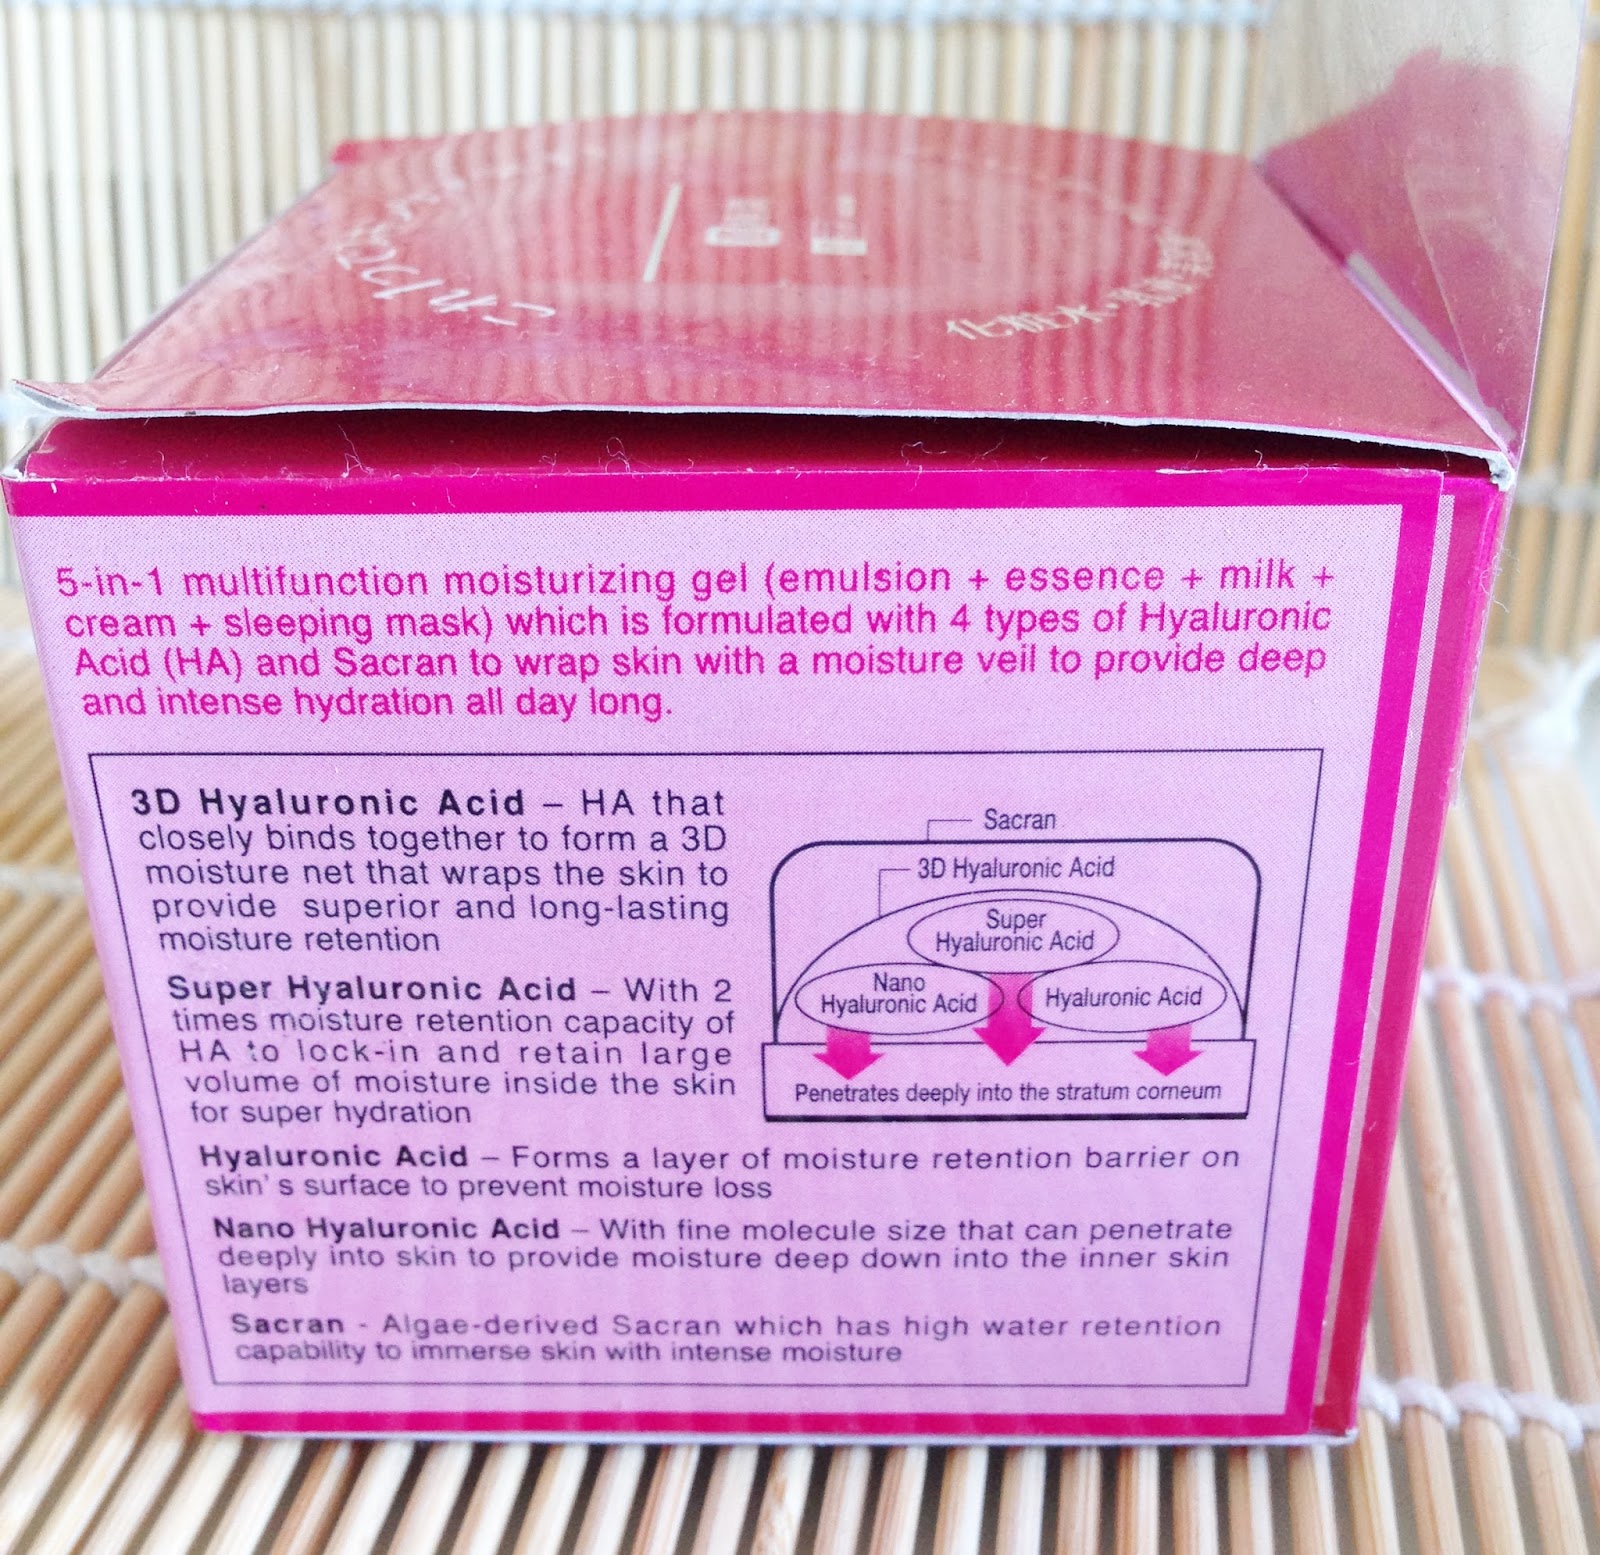 化粧水・乳液
5-in-1 multifunction moisturizing gel (emulsion + essence + milk +
cream + sleeping mask) which is formulated with 4 types of Hyaluronic
Acid (HA) and Sacran to wrap skin with a moisture veil to provide deep
and intense hydration all day long.
3D Hyaluronic Acid – HA that
closely binds together to form a 3D
moisture net that wraps the skin to
provide superior and long-lasting
moisture retention
Super Hyaluronic Acid – With 2
times moisture retention capacity of
HA to lock-in and retain large
volume of moisture inside the skin
for super hydration
Sacran
3D Hyaluronic Acid
Super
Hyaluronic Acid
Nano
Hyaluronic Acid
Hyaluronic Acid
Penetrates deeply into the stratum corneum
Hyaluronic Acid – Forms a layer of moisture retention barrier on
skin's surface to prevent moisture loss
Nano Hyaluronic Acid – With fine molecule size that can penetrate
deeply into skin to provide moisture deep down into the inner skin
layers
Sacran - Algae-derived Sacran which has high water retention
capability to immerse skin with intense moisture